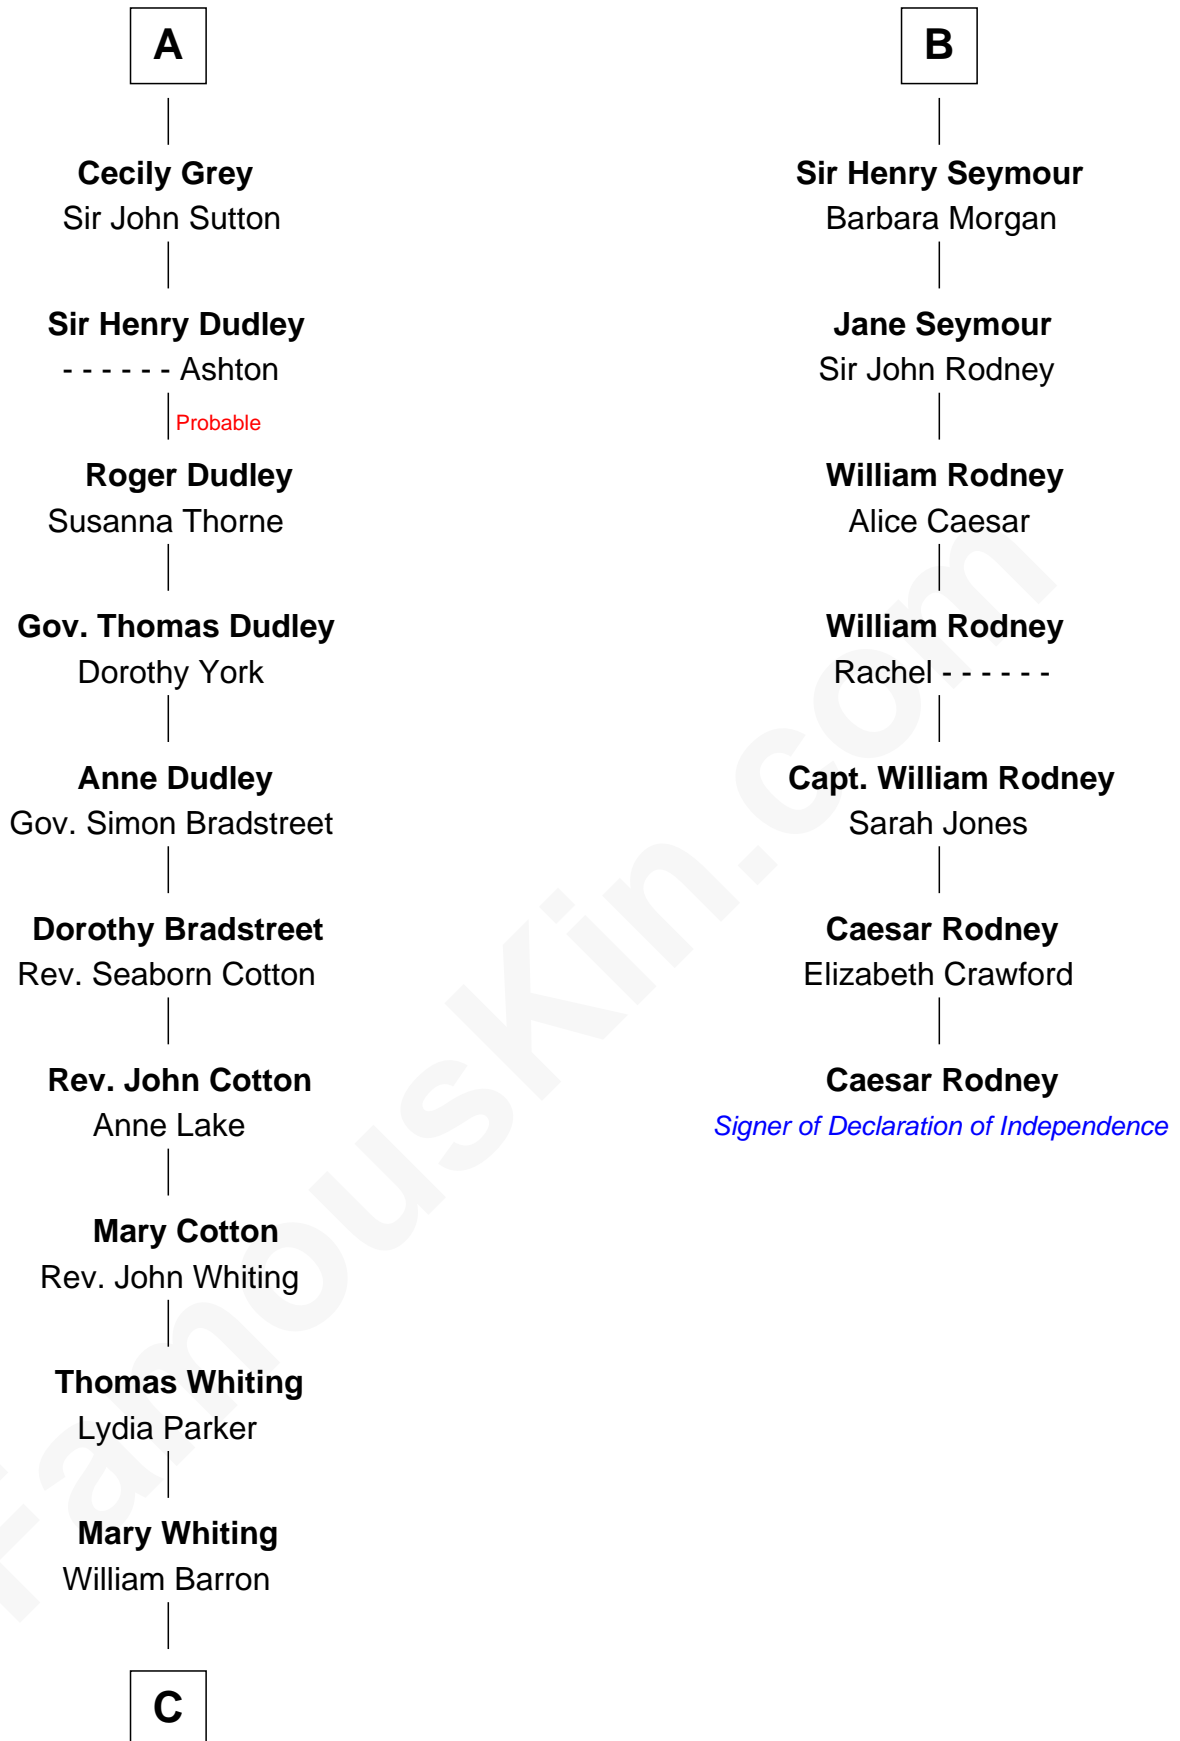 A
Cecily Grey
Sir John Sutton
Sir Henry Dudley
- - - - - - Ashton
Probable
Roger Dudley
Susanna Thorne
Gov. Thomas Dudley
Dorothy York
Anne Dudley
Gov. Simon Bradstreet
Dorothy Bradstreet
Rev. Seaborn Cotton
Rev. John Cotton
Anne Lake
Mary Cotton
Rev. John Whiting
Thomas Whiting
Lydia Parker
Mary Whiting
William Barron
C
B
Sir Henry Seymour
Barbara Morgan
Jane Seymour
Sir John Rodney
William Rodney
Alice Caesar
William Rodney
Rachel - - - - - -
Capt. William Rodney
Sarah Jones
Caesar Rodney
Elizabeth Crawford
Caesar Rodney
Signer of Declaration of Independence
FamousKin.com